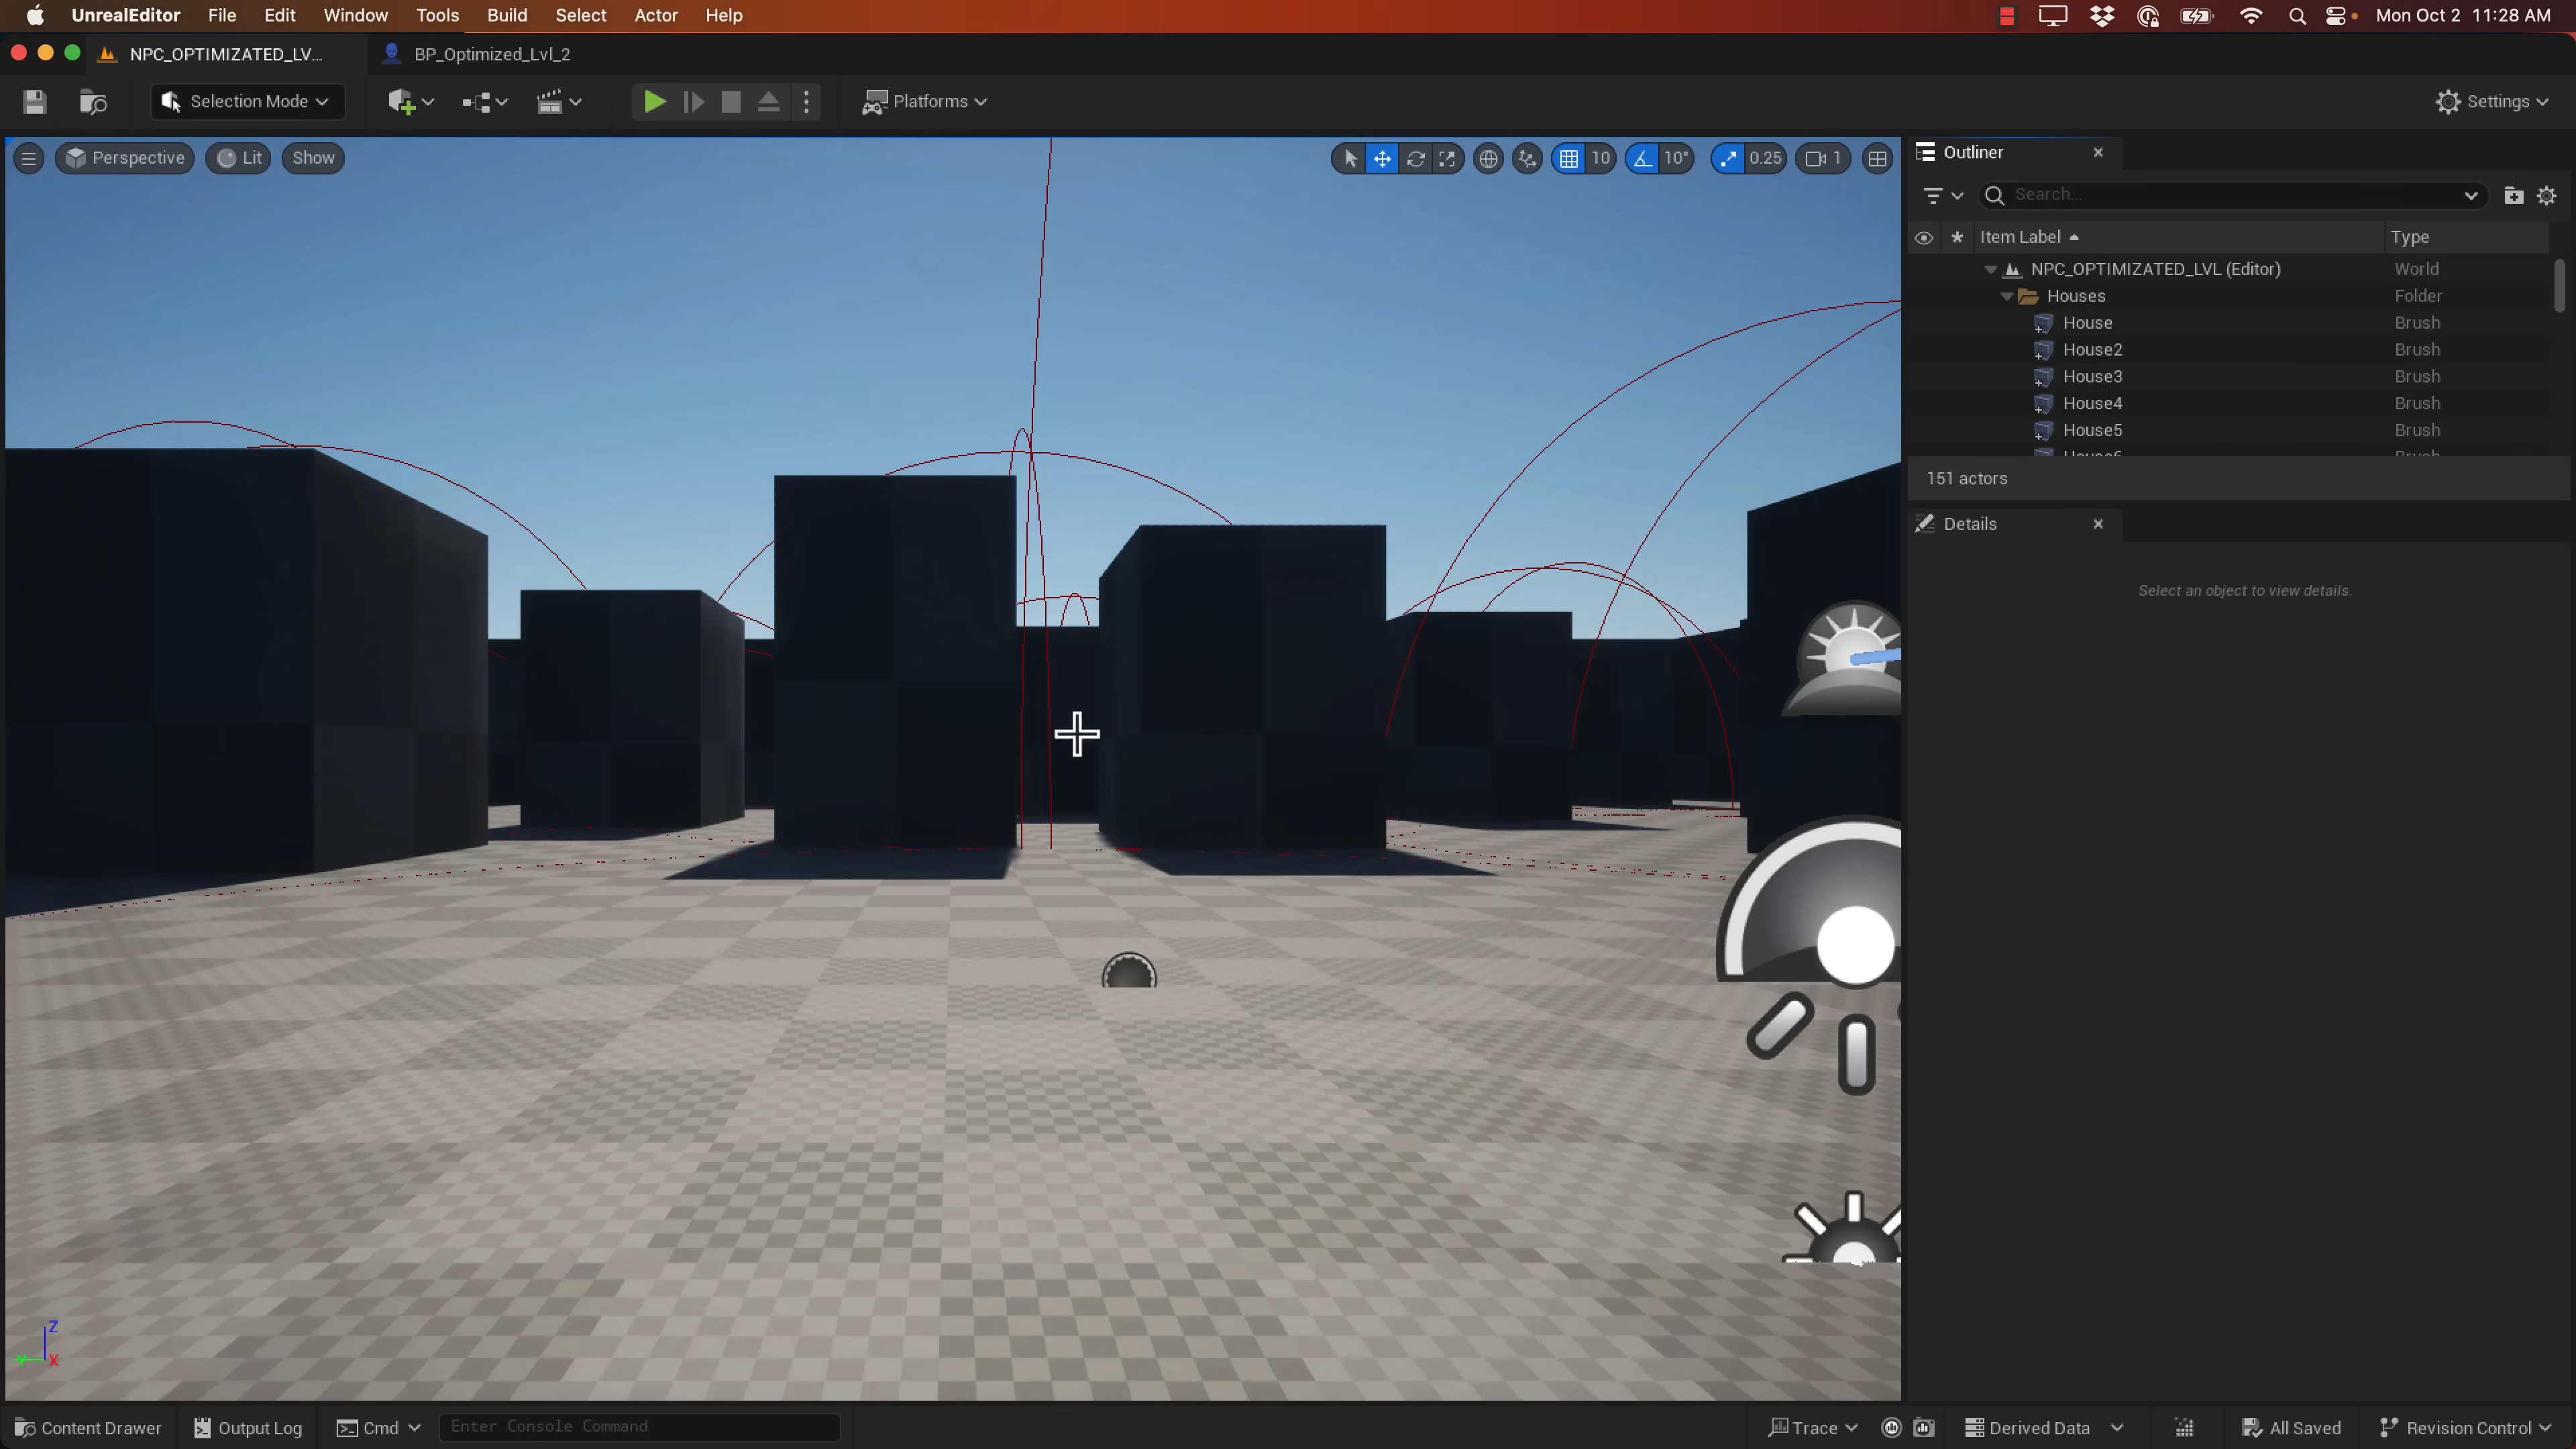 UnrealEditor File Edit Window Tools Build Select Actor Help Mon Oct 2 11:28 AM
NPC_OPTIMIZATED_LV... BP_Optimized_Lvl_2
Selection Mode Platforms Settings
Perspective Lit Show 10 10° 0.25 1
Outliner
Search...
Item Label Type
NPC_OPTIMIZATED_LVL (Editor) World
Houses Folder
House Brush
House2 Brush
House3 Brush
House4 Brush
House5 Brush
House6 Brush
151 actors
Details
Select an object to view details.
Z
Y X
Content Drawer Output Log Cmd Enter Console Command Trace Derived Data All Saved Revision Control